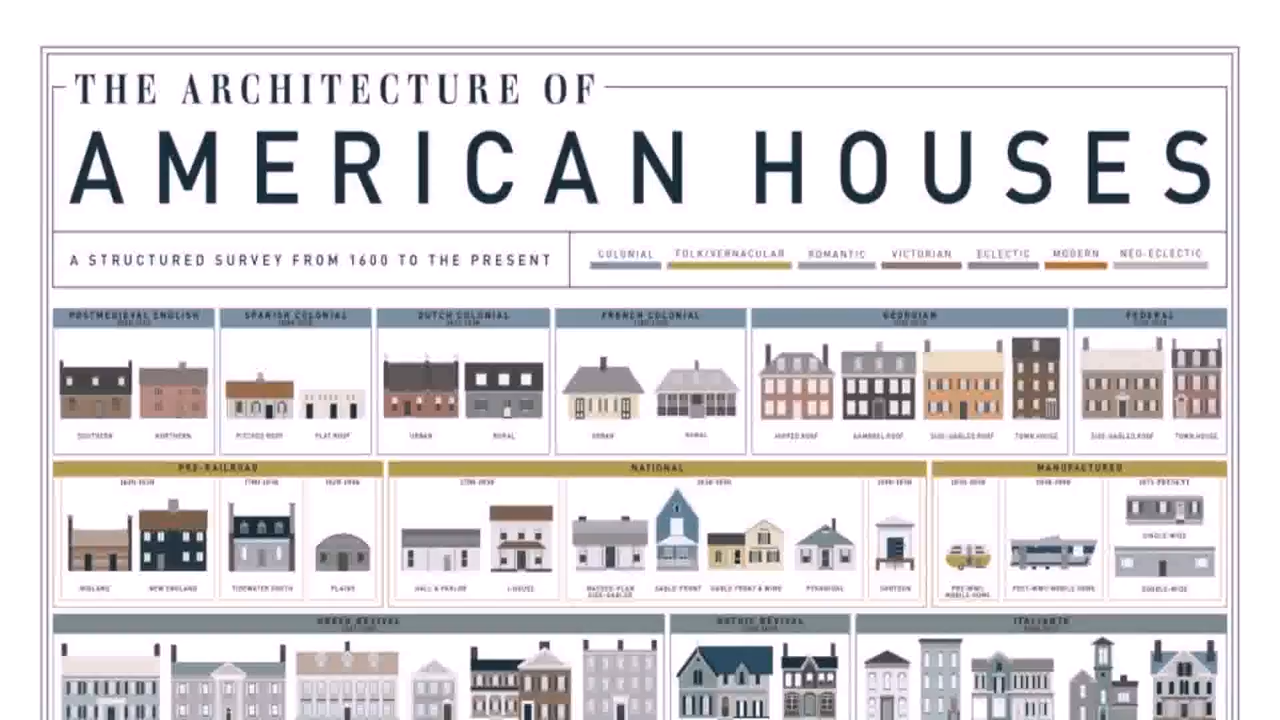 THE ARCHITECTURE OF
AMERICAN HOUSES
A STRUCTURED SURVEY FROM 1600 TO THE PRESENT
COLONIAL FOLK/VERNACULAR ROMANTIC VICTORIAN ECLECTIC MODERN NEO-ECLECTIC
POSTMEDIEVAL ENGLISH SPANISH COLONIAL DUTCH COLONIAL FRENCH COLONIAL GEORGIAN FEDERAL
SOUTHERN NORTHERN PITCHED ROOF FLAT ROOF URBAN RURAL URBAN RURAL HIPPED ROOF GAMBREL ROOF SIDE-GABLED ROOF TOWN HOUSE SIDE-GABLED ROOF TOWN HOUSE
PRE-RAILROAD NATIONAL MANUFACTURED
MIDLAND NEW ENGLAND TIDEWATER SOUTH PLAINS HALL & PARLOR I-HOUSE MASSED-PLAN SIDE-GABLED GABLE FRONT GABLE FRONT & WING PYRAMIDAL SHOTGUN PRE-WWII MOBILE HOME POST-WWII MOBILE HOME SINGLE-WIDE DOUBLE-WIDE
GREEK REVIVAL GOTHIC REVIVAL ITALIANATE